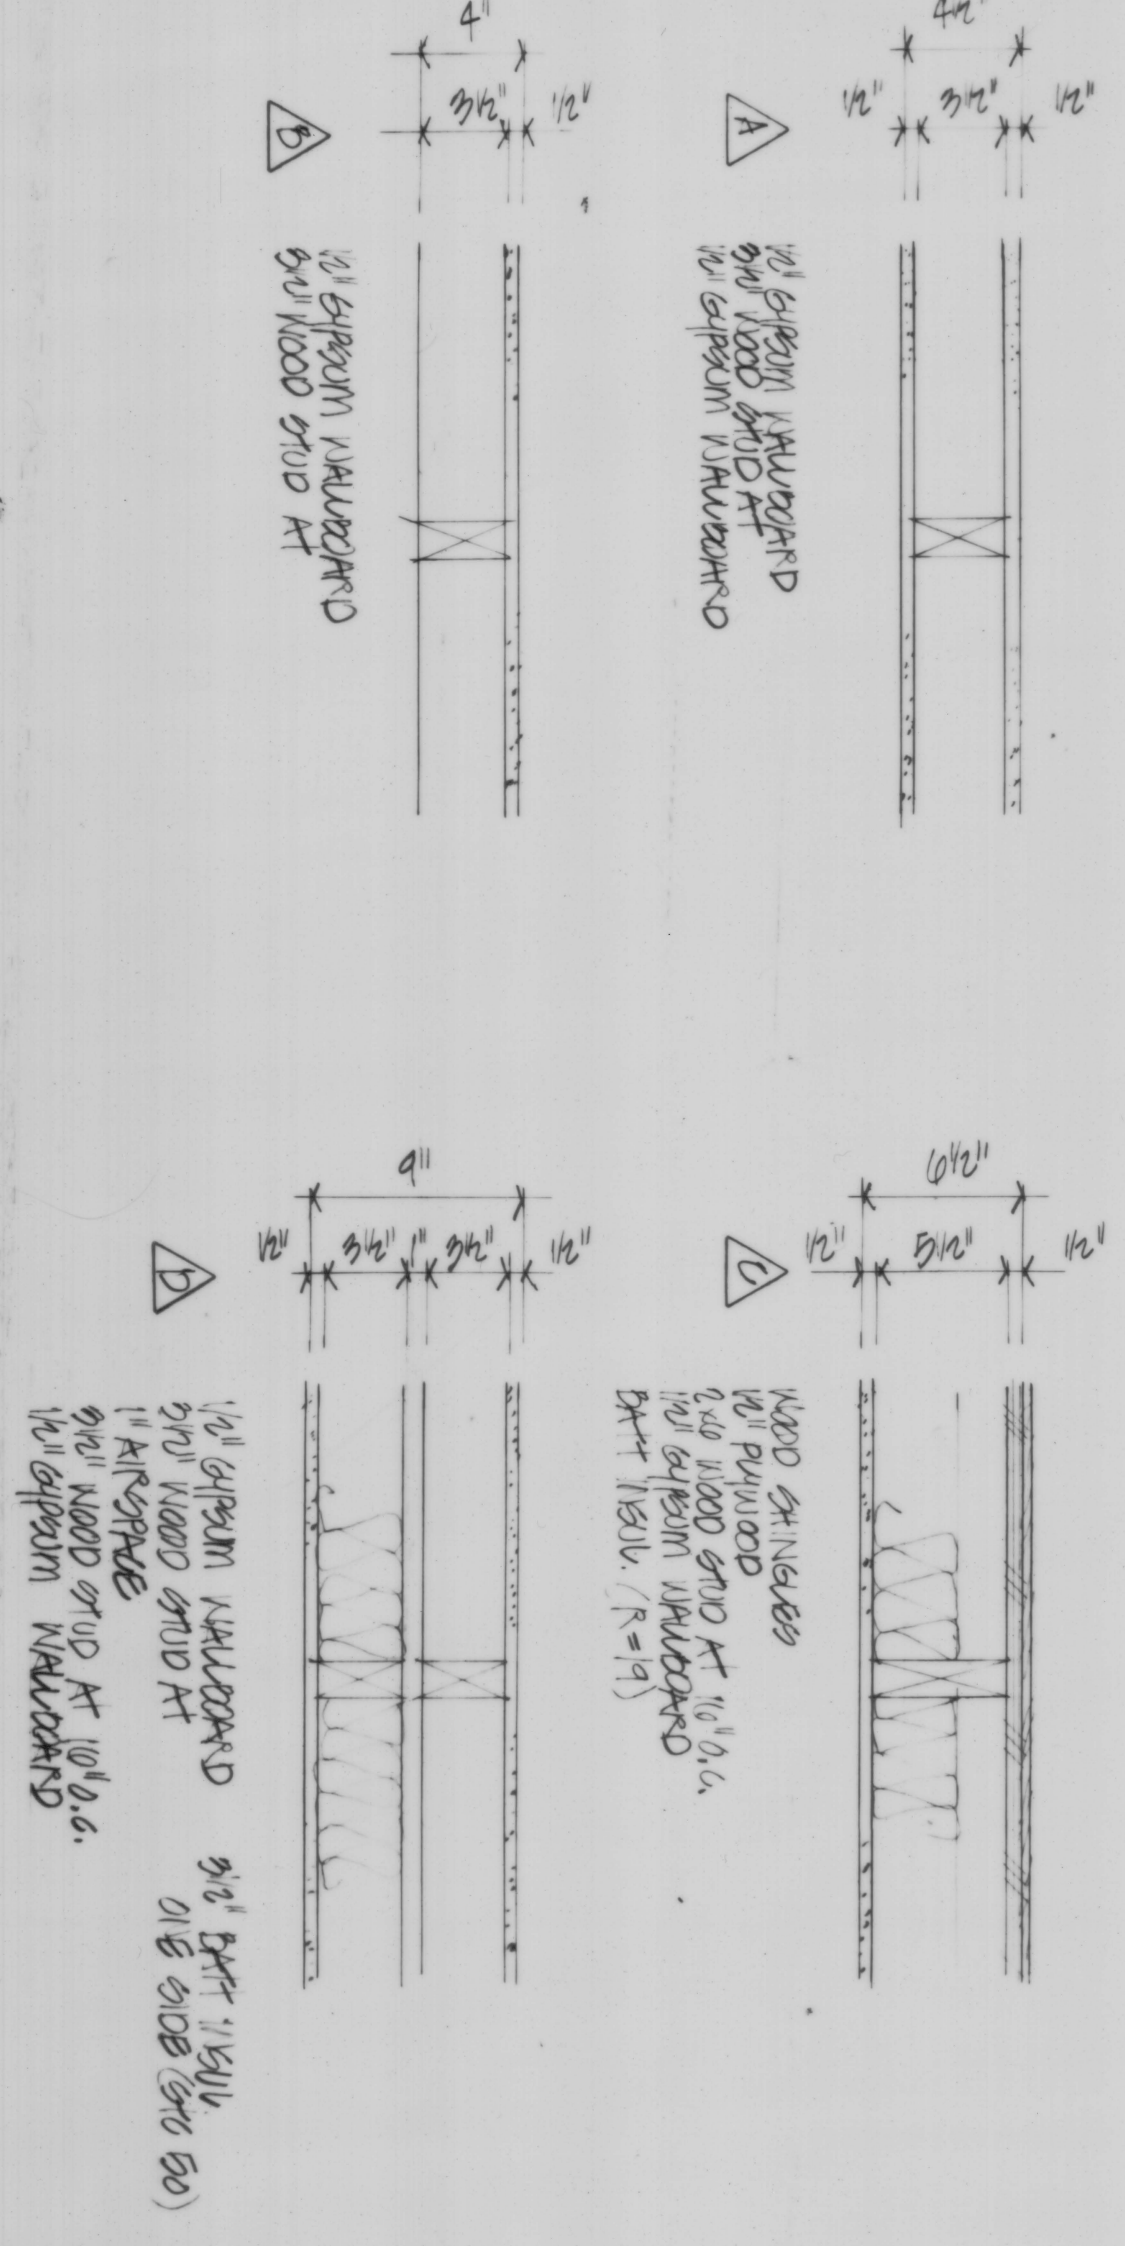 4½"
½" 3½" ½"
A
½" GYPSUM WALLBOARD
3½" WOOD STUD AT
½" GYPSUM WALLBOARD
6½"
½" 5½" ½"
C
WOOD SHINGLES
½" PLYWOOD
2x6 WOOD STUD AT 16" O.C.
½" GYPSUM WALLBOARD
BATT INSUL. (R=19)
4"
3½" ½"
B
½" GYPSUM WALLBOARD
3½" WOOD STUD AT
9"
½" 3½" 1" 3½" ½"
D
½" GYPSUM WALLBOARD
3½" WOOD STUD AT
1" AIRSPACE
3½" WOOD STUD AT 16" O.C.
½" GYPSUM WALLBOARD
3½" BATT INSUL.
ONE SIDE (STC 50)